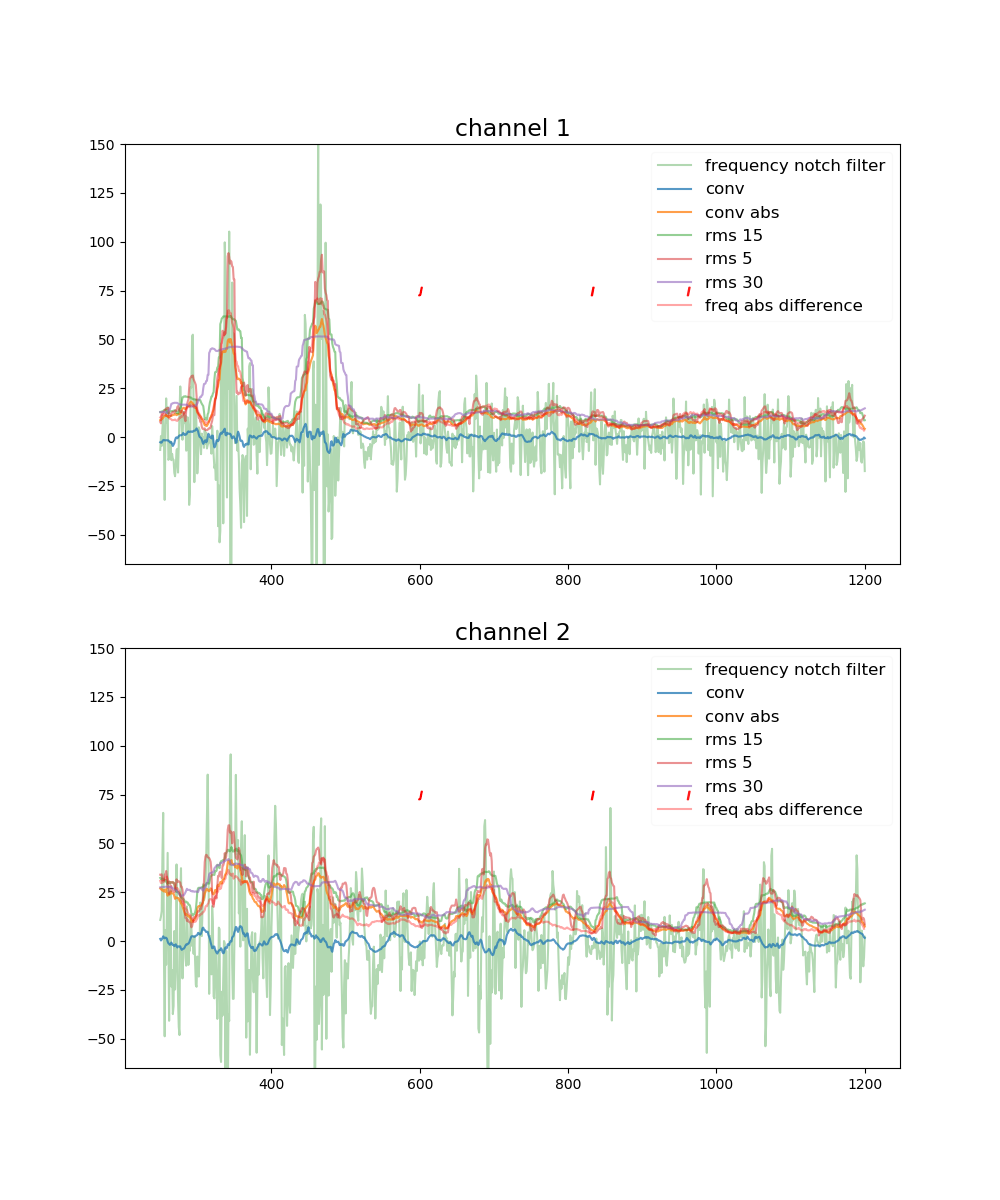 channel 1
150
125
100
75
50
25
0
−25
−50
frequency notch filter
conv
conv abs
rms 15
rms 5
rms 30
freq abs difference
400 600 800 1000 1200
channel 2
150
125
100
75
50
25
0
−25
−50
frequency notch filter
conv
conv abs
rms 15
rms 5
rms 30
freq abs difference
400 600 800 1000 1200